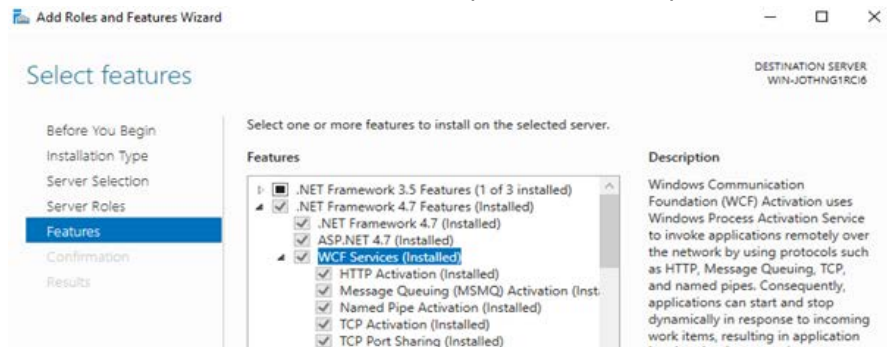 Add Roles and Features Wizard
Select features
DESTINATION SERVER
WIN-JOTHNG1RCI6
Before You Begin
Installation Type
Server Selection
Server Roles
Features
Confirmation
Results
Select one or more features to install on the selected server.
Features
.NET Framework 3.5 Features (1 of 3 installed)
.NET Framework 4.7 Features (Installed)
.NET Framework 4.7 (Installed)
ASP.NET 4.7 (Installed)
WCF Services (Installed)
HTTP Activation (Installed)
Message Queuing (MSMQ) Activation (Inst
Named Pipe Activation (Installed)
TCP Activation (Installed)
TCP Port Sharing (Installed)
Description
Windows Communication
Foundation (WCF) Activation uses
Windows Process Activation Service
to invoke applications remotely over
the network by using protocols such
as HTTP, Message Queuing, TCP,
and named pipes. Consequently,
applications can start and stop
dynamically in response to incoming
work items, resulting in application